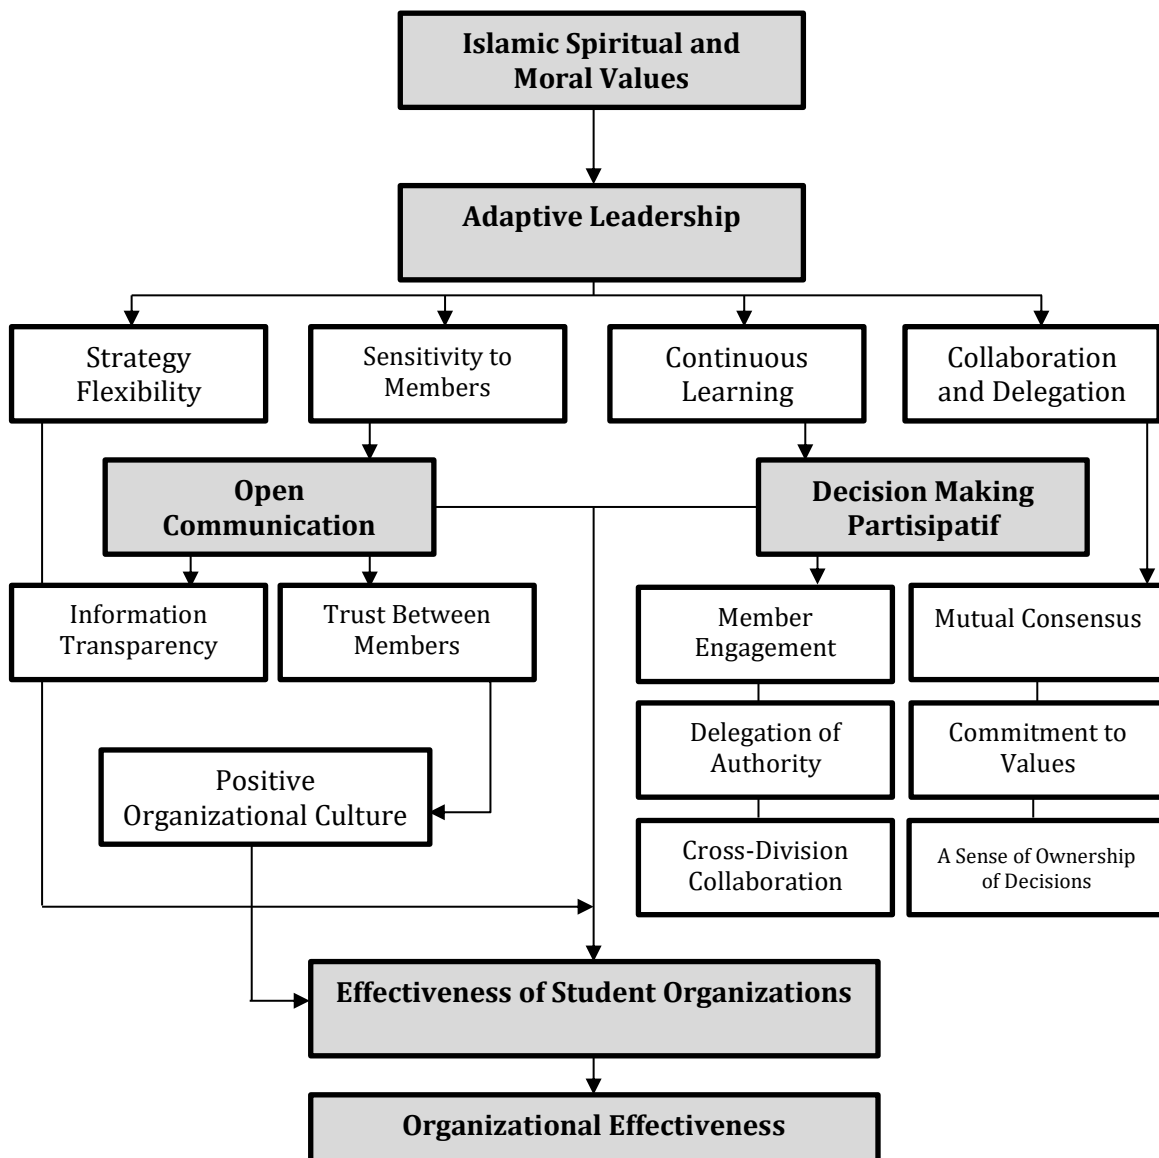 Islamic Spiritual and
Moral Values
Adaptive Leadership
Strategy
Flexibility
Sensitivity to
Members
Continuous
Learning
Collaboration
and Delegation
Open
Communication
Decision Making
Partisipatif
Information
Transparency
Trust Between
Members
Member
Engagement
Mutual Consensus
Delegation of
Authority
Commitment to
Values
Positive
Organizational Culture
Cross-Division
Collaboration
A Sense of Ownership
of Decisions
Effectiveness of Student Organizations
Organizational Effectiveness